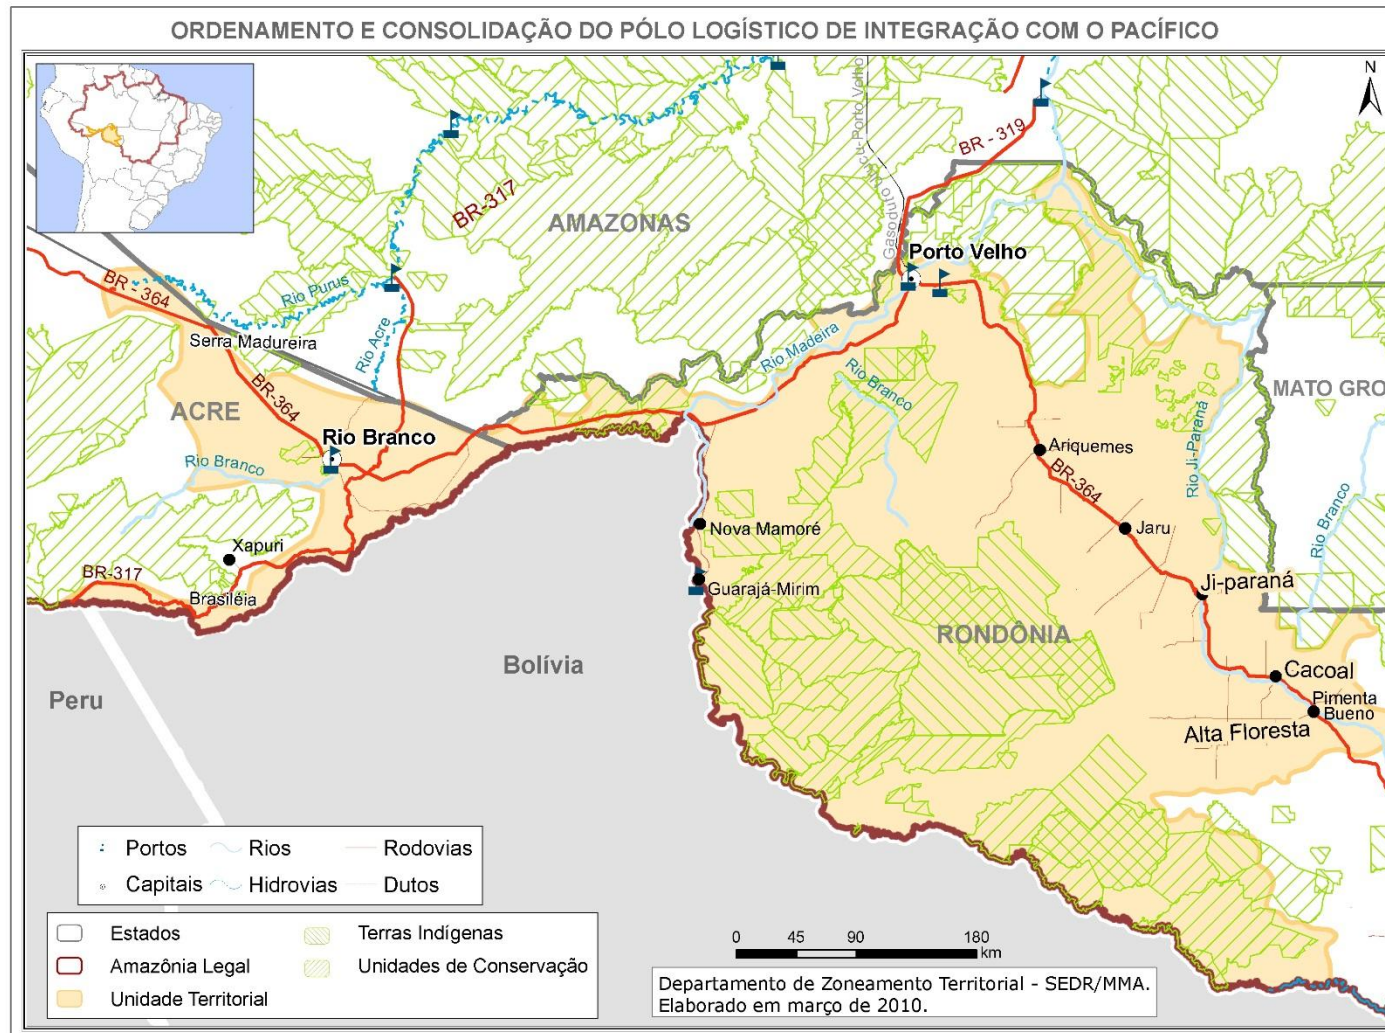 ORDENAMENTO E CONSOLIDAÇÃO DO PÓLO LOGÍSTICO DE INTEGRAÇÃO COM O PACÍFICO
N
BR - 319
BR-317
AMAZONAS
Porto Velho
BR - 364
Rio Purus
Rio Acre
Serra Madureira
Rio Madeira
Rio Branco
MATO GRO
ACRE
BR-364
Rio Branco
Rio Branco
Ariquemes
BR-364
Rio Ji-Paraná
Rio Branco
Nova Mamoré
Jaru
Xapuri
BR-317
Brasiléia
Guarajá-Mirim
Ji-paraná
RONDÔNIA
Bolívia
Peru
Cacoal
Pimenta
Bueno
Alta Floresta
Portos Rios Rodovias
Capitais Hidrovias Dutos
Estados Terras Indígenas
Amazônia Legal Unidades de Conservação
Unidade Territorial
0 45 90 180
km
Departamento de Zoneamento Territorial - SEDR/MMA.
Elaborado em março de 2010.